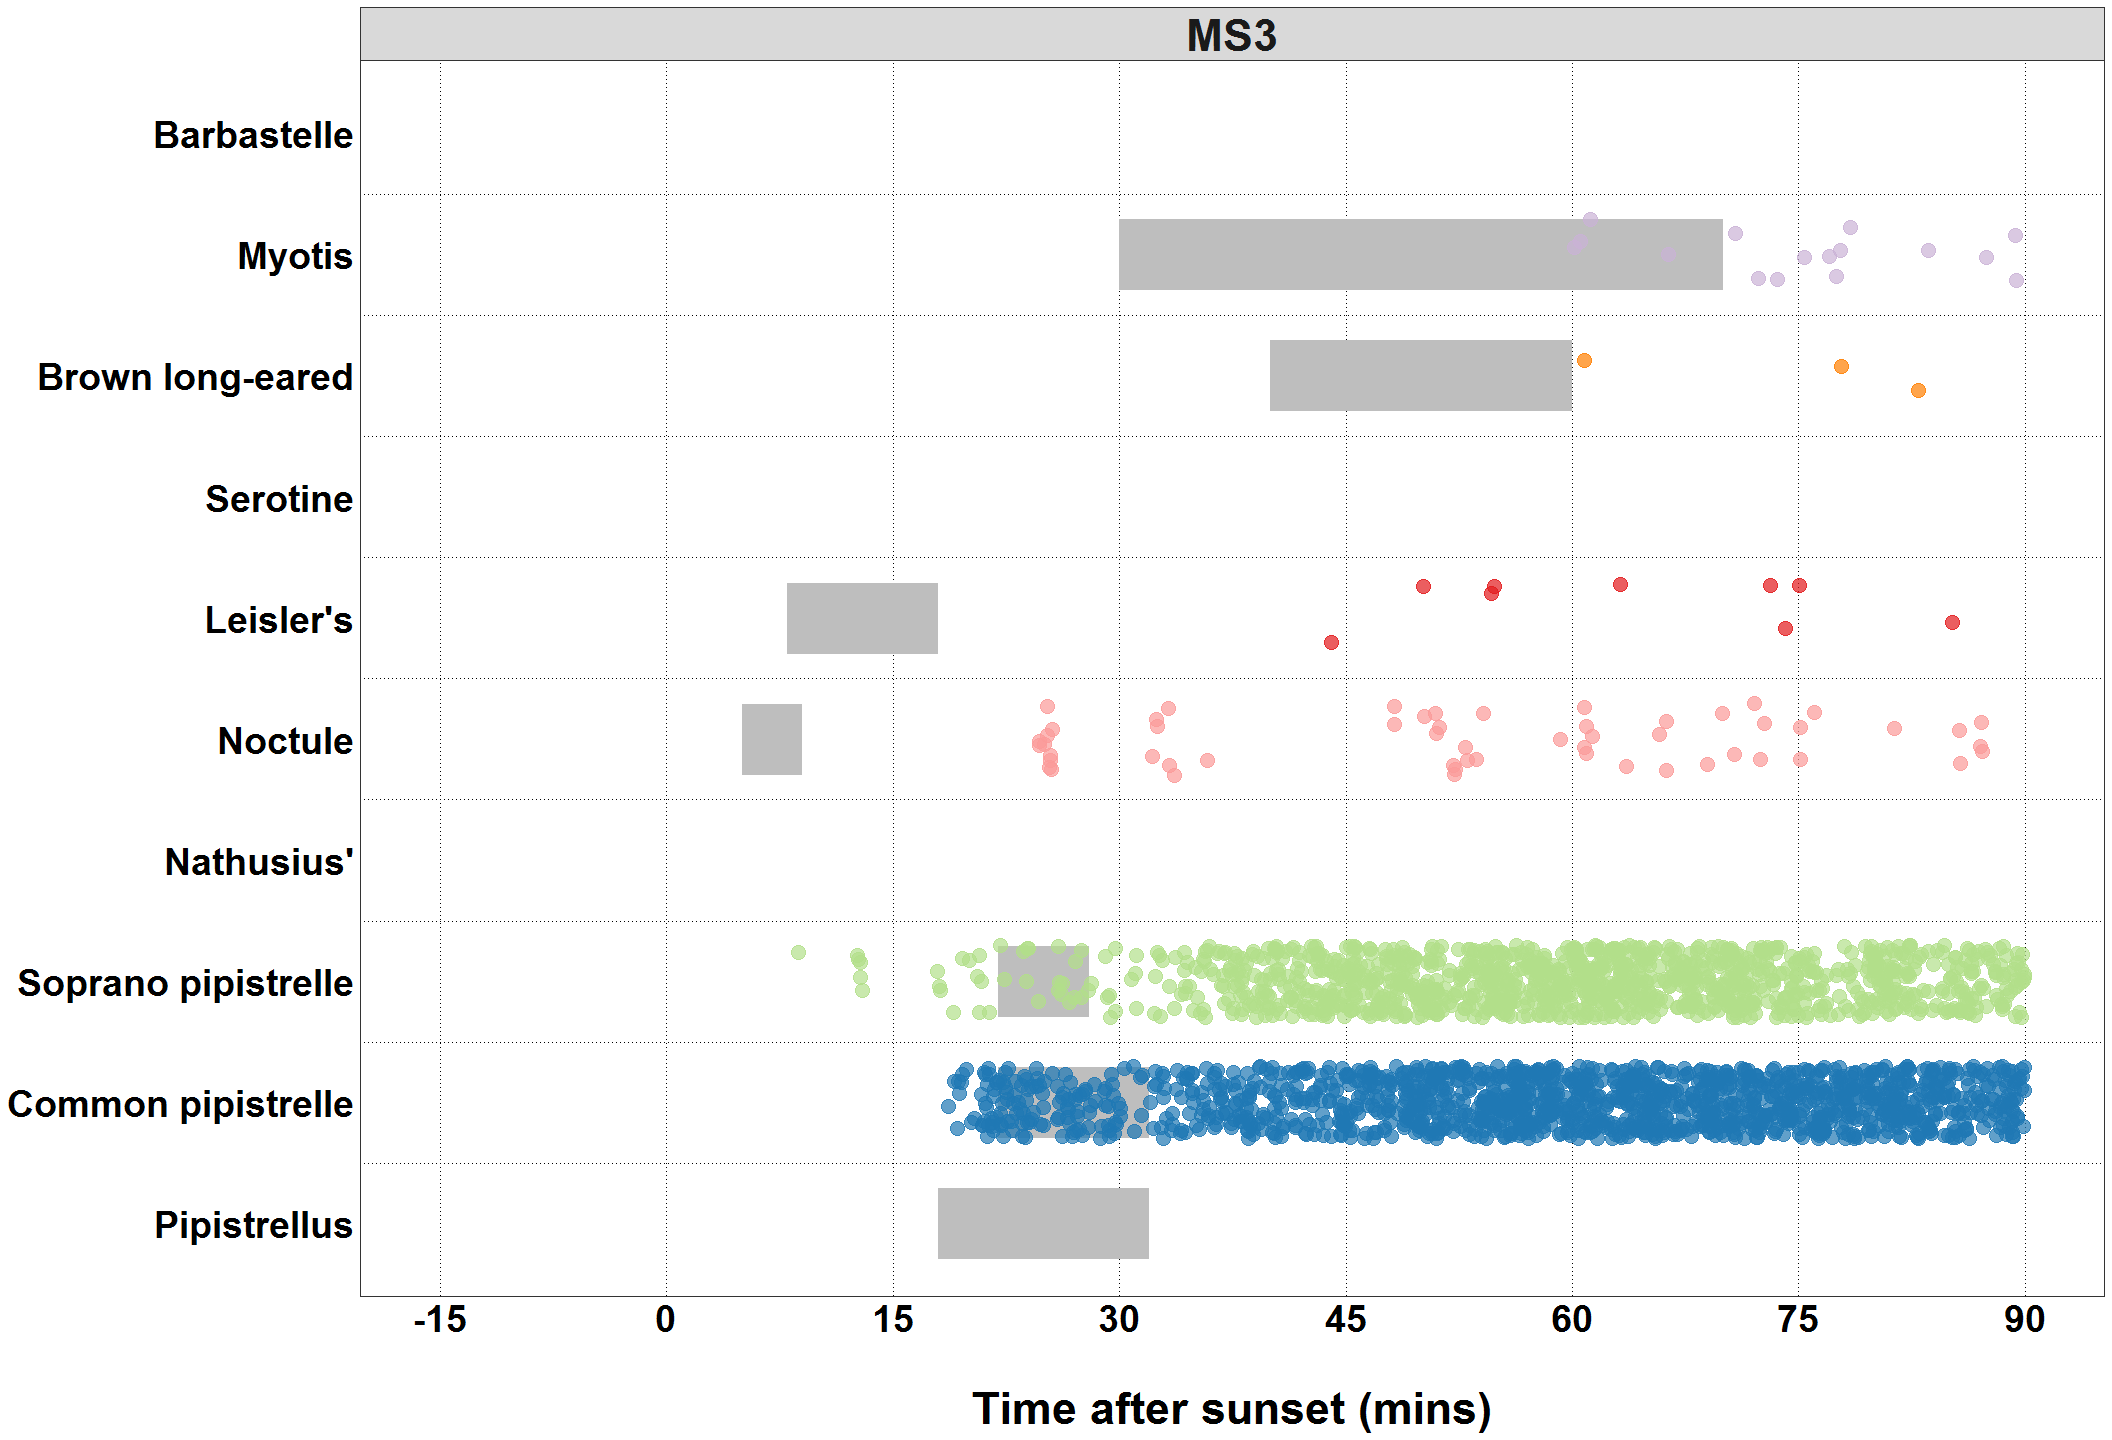 MS3
Barbastelle
Myotis
Brown long-eared
Serotine
Leisler's
Noctule
Nathusius'
Soprano pipistrelle
Common pipistrelle
Pipistrellus
-15 0 15 30 45 60 75 90
Time after sunset (mins)